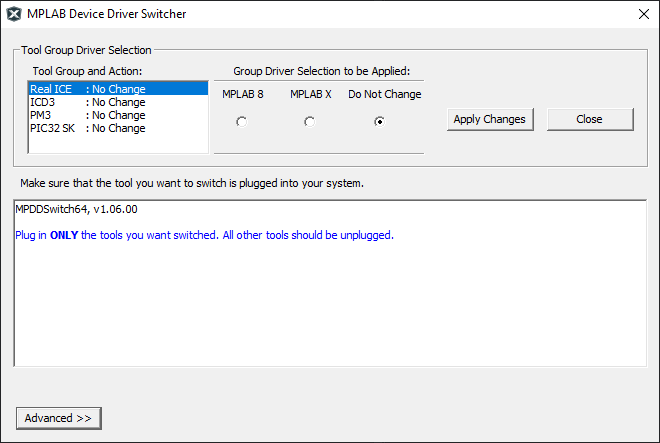 MPLAB Device Driver Switcher
Tool Group Driver Selection
Tool Group and Action:
Group Driver Selection to be Applied:
Real ICE : No Change
ICD3 : No Change
PM3 : No Change
PIC32 SK : No Change
MPLAB 8 MPLAB X Do Not Change
Apply Changes
Close
Make sure that the tool you want to switch is plugged into your system.
MPDDSwitch64, v1.06.00
Plug in ONLY the tools you want switched. All other tools should be unplugged.
Advanced >>